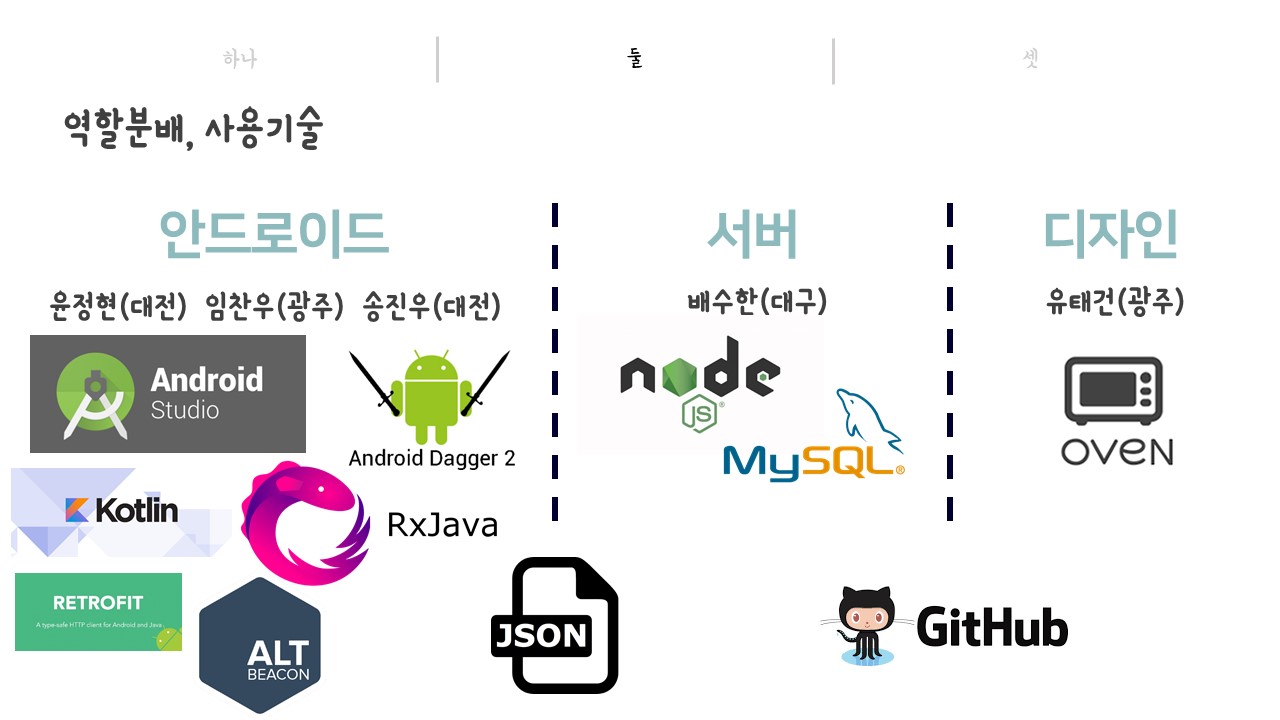 하나
둘
셋
역할분배, 사용기술
안드로이드
윤정현(대전) 임찬우(광주) 송진우(대전)
Android
Studio
Android Dagger 2
Kotlin
RxJava
RETROFIT
A type-safe HTTP client for Android and Java
ALT
BEACON
서버
배수한(대구)
node
JS®
MySQL®
디자인
유태건(광주)
OVEN
JSON
GitHub